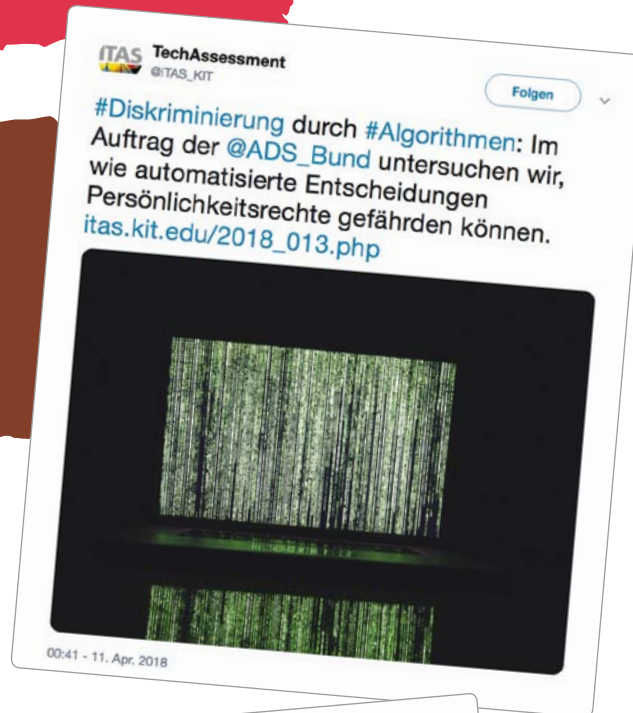 ITAS
TechAssessment
@ITAS_KIT
Folgen
#Diskriminierung durch #Algorithmen: Im
Auftrag der @ADS_Bund untersuchen wir,
wie automatisierte Entscheidungen
Persönlichkeitsrechte gefährden können.
itas.kit.edu/2018_013.php
00:41 - 11. Apr. 2018